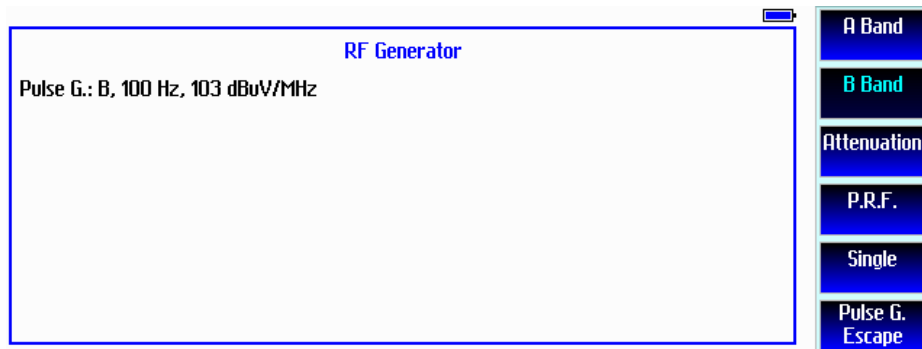 RF Generator
Pulse G.: B, 100 Hz, 103 dBuV/MHz
A Band
B Band
Attenuation
P.R.F.
Single
Pulse G.
Escape